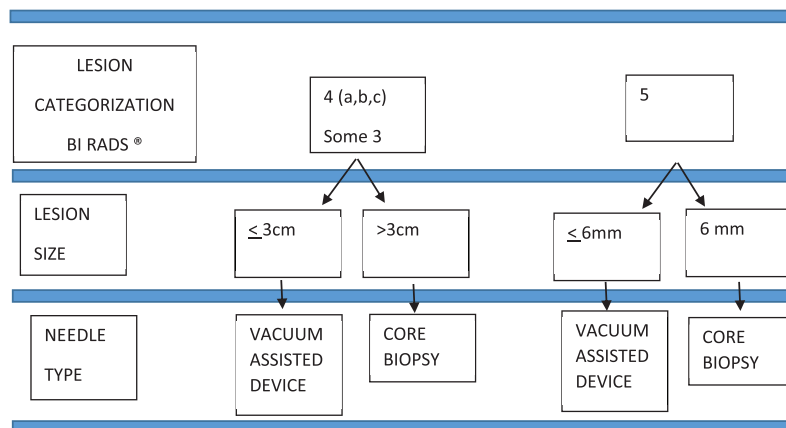 LESION
CATEGORIZATION
BI RADS ®
4 (a,b,c)
Some 3
5
LESION
SIZE
≤ 3cm
>3cm
≤ 6mm
6 mm
NEEDLE
TYPE
VACUUM
ASSISTED
DEVICE
CORE
BIOPSY
VACUUM
ASSISTED
DEVICE
CORE
BIOPSY